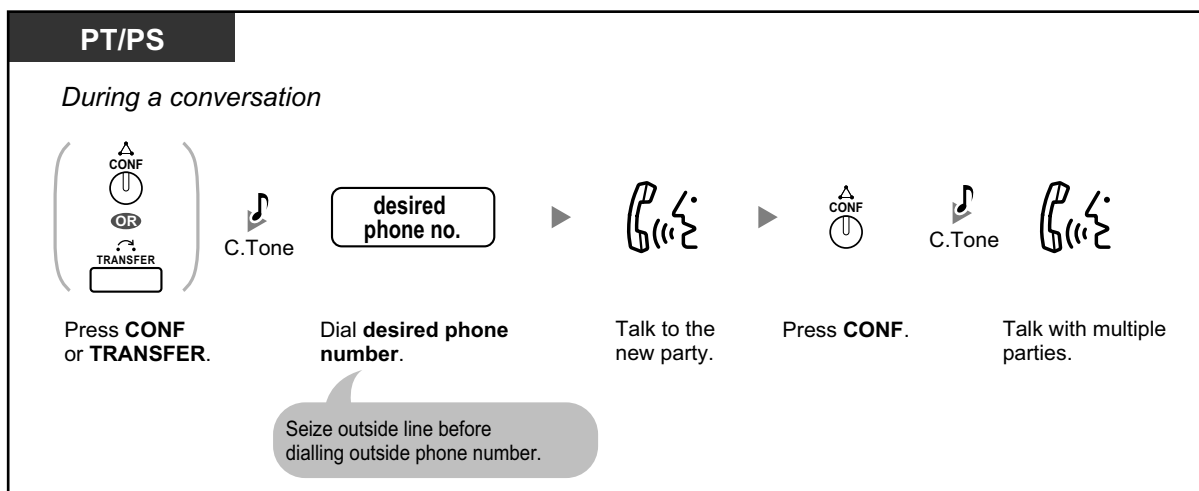 PT/PS
During a conversation
CONF
OR
TRANSFER
C.Tone
desired
phone no.
CONF
C.Tone
Press CONF
or TRANSFER.
Dial desired phone
number.
Talk to the
new party.
Press CONF.
Talk with multiple
parties.
Seize outside line before
dialling outside phone number.